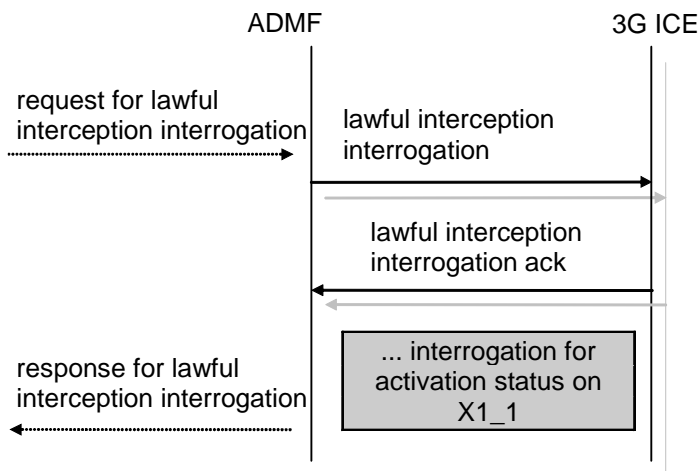 ADMF
3G ICE
request for lawful
interception interrogation
lawful interception
interrogation
lawful interception
interrogation ack
... interrogation for
activation status on
X1_1
response for lawful
interception interrogation